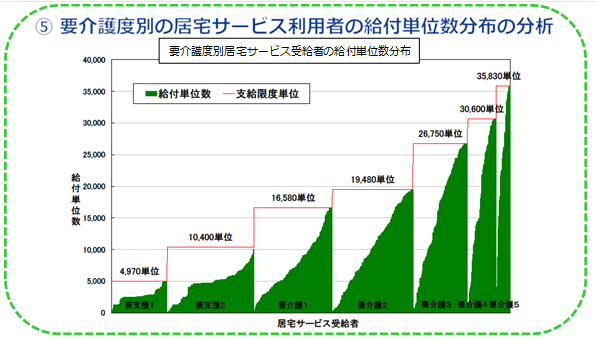 ⑤ 要介護度別の居宅サービス利用者の給付単位数分布の分析
要介護度別居宅サービス受給者の給付単位数分布
給付単位数
支給限度単位
給付単位数
40,000
35,000
30,000
25,000
20,000
15,000
10,000
5,000
0
4,970単位
10,400単位
16,580単位
19,480単位
26,750単位
30,600単位
35,830単位
要支援1
要支援2
要介護1
要介護2
要介護3
要介護4
要介護5
居宅サービス受給者